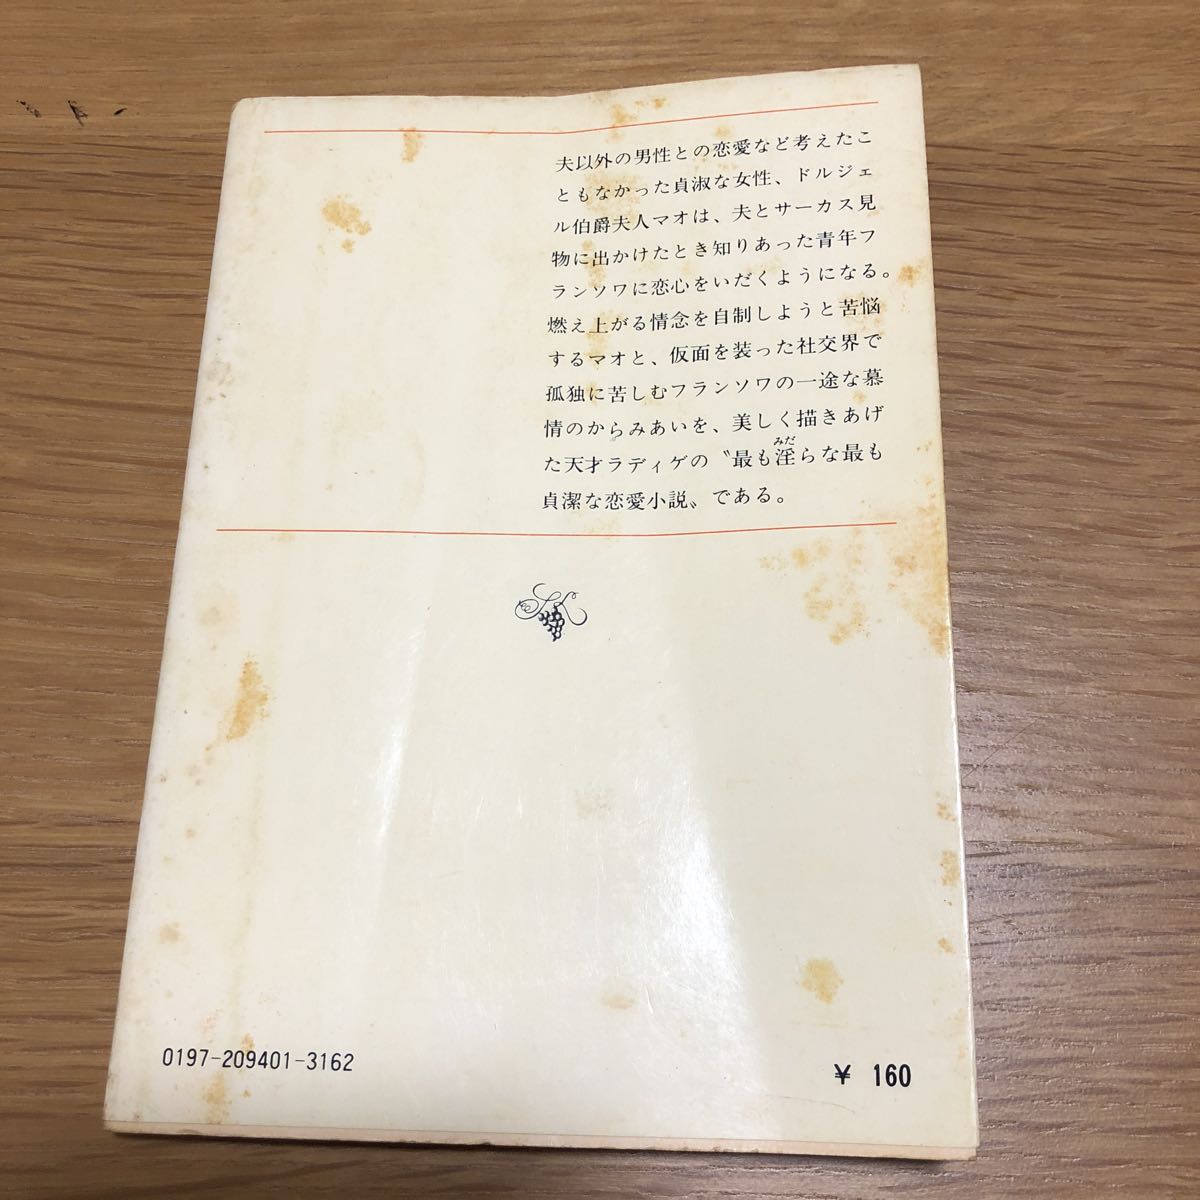 夫以外の男性との恋愛など考えたこ
ともなかった貞淑な女性、ドルジェ
ル伯爵夫人マオは、夫とサーカス見
物に出かけたとき知りあった青年フ
ランソワに恋心をいだくようになる。
燃え上がる情念を自制しようと苦悩
するマオと、仮面を装った社交界で
孤独に苦しむフランソワの一途な慕
情のからみあいを、美しく描きあげ
みだ
た天才ラディゲの〝最も淫らな最も
貞潔な恋愛小説〟である。
0197-209401-3162
¥ 160